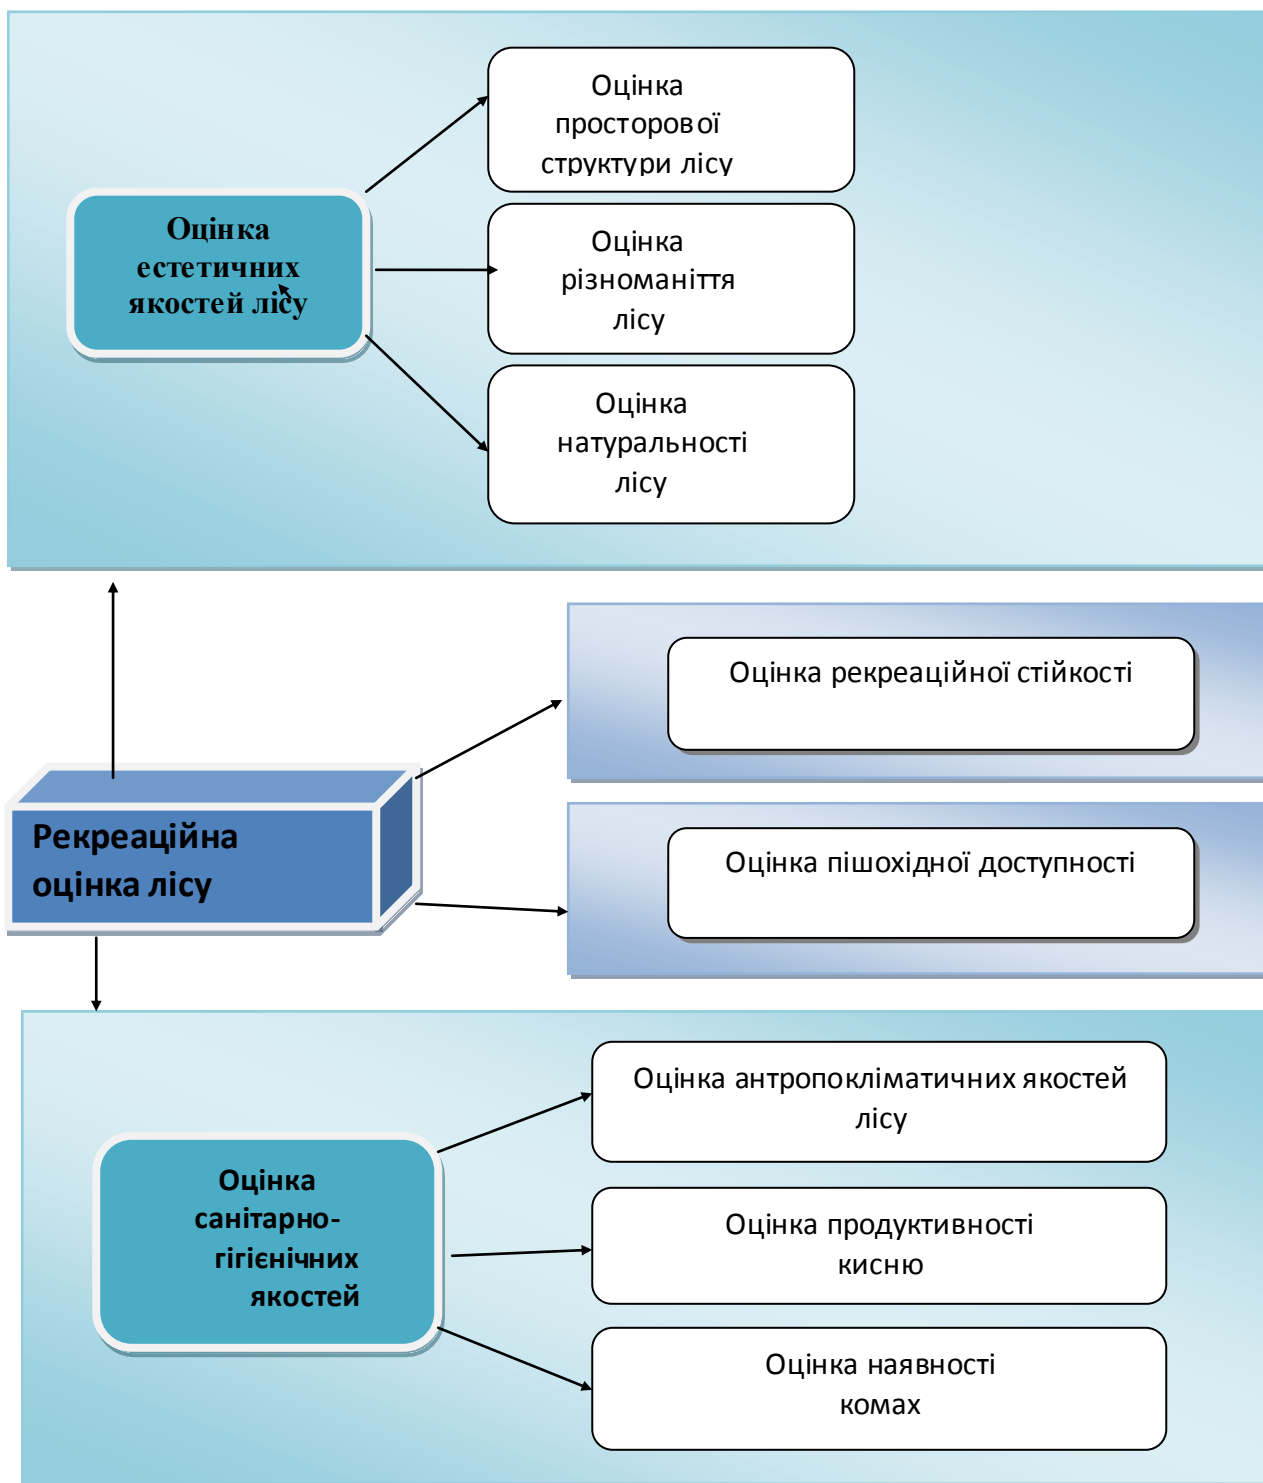 Оцінка
просторової
структури лісу
Оцінка
естетичних
якостей лісу
Оцінка
різноманіття
лісу
Оцінка
натуральності
лісу
Оцінка рекреаційної стійкості
Рекреаційна
оцінка лісу
Оцінка пішохідної доступності
Оцінка антропокліматичних якостей
лісу
Оцінка
санітарно-
гігієнічних
якостей
Оцінка продуктивності
кисню
Оцінка наявності
комах